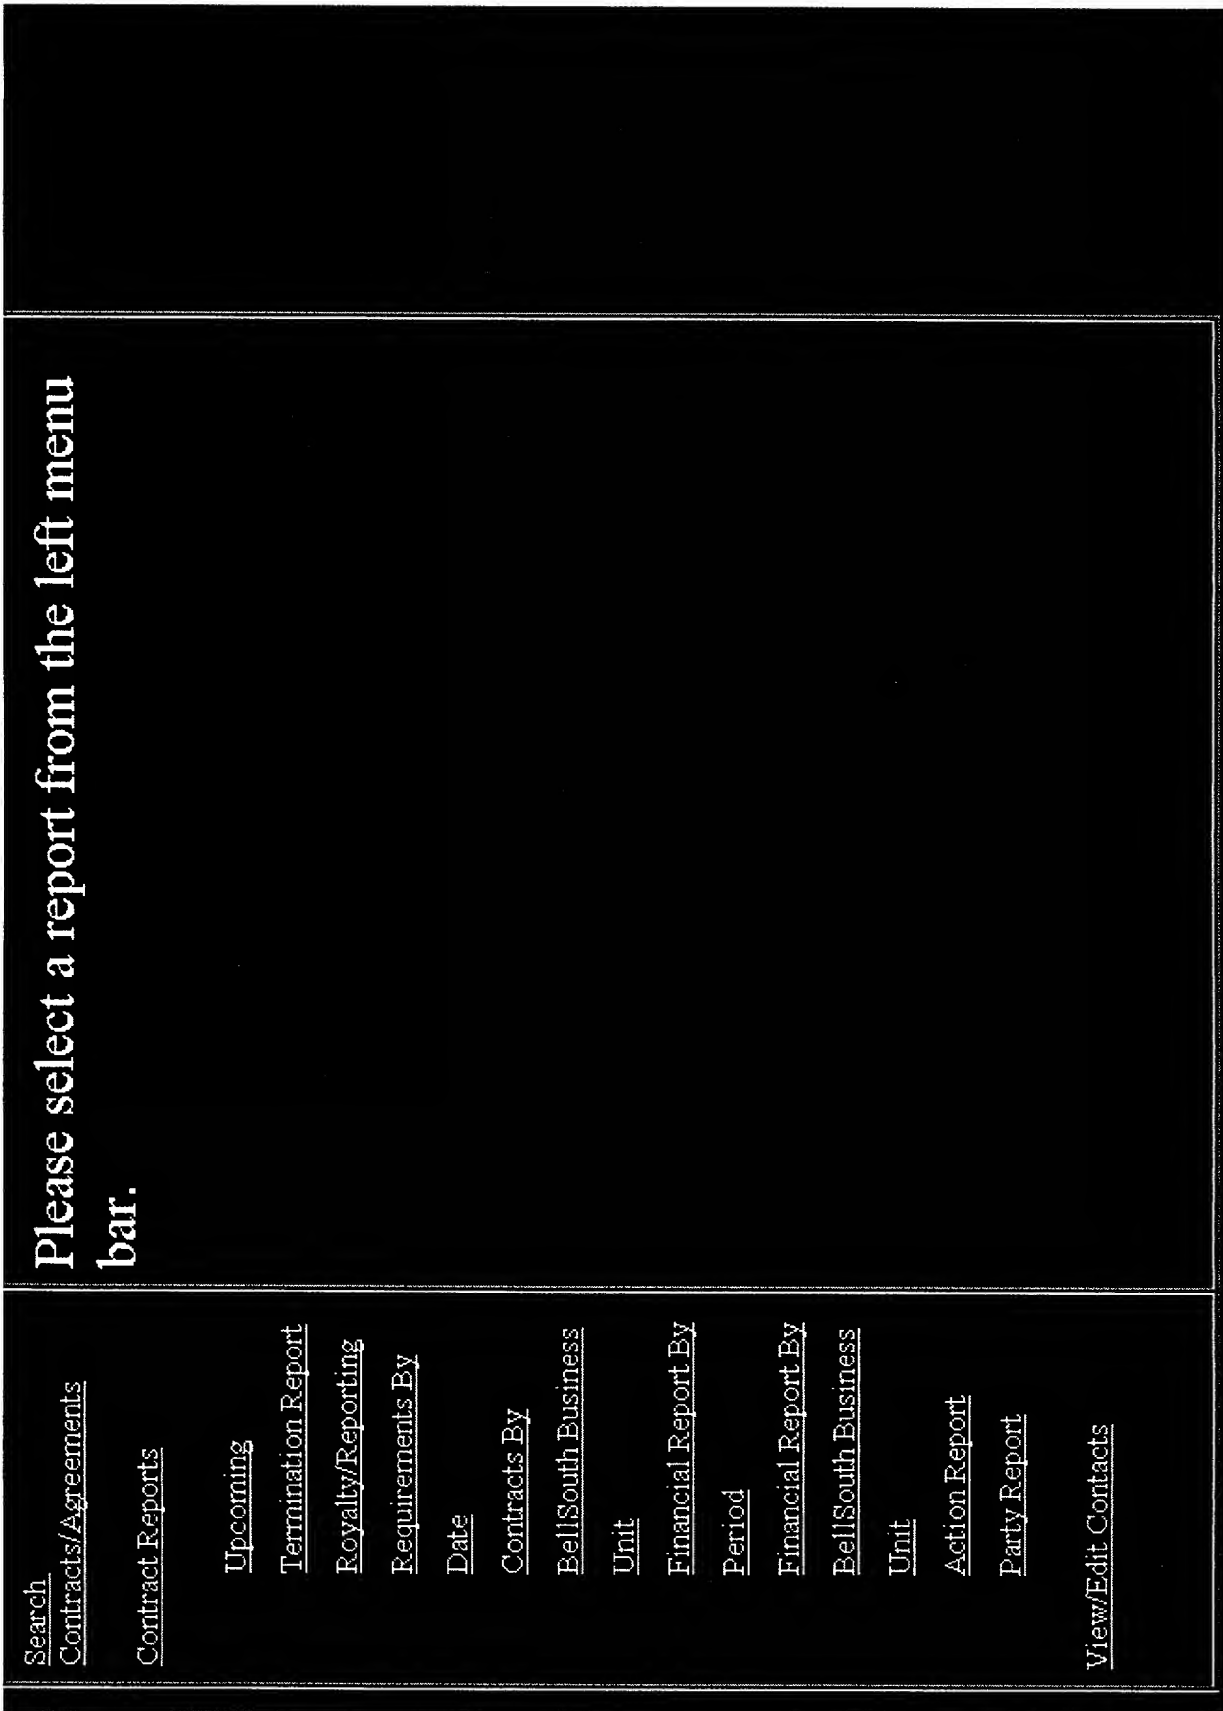 Search
Contracts/Agreements
Contract Reports
Upcoming
Termination Report
Royalty/Reporting
Requirements By
Date
Contracts By
BellSouth Business
Unit
Financial Report By
Period
Financial Report By
BellSouth Business
Unit
Action Report
Party Report
View/Edit Contacts
Please select a report from the left menu
bar.